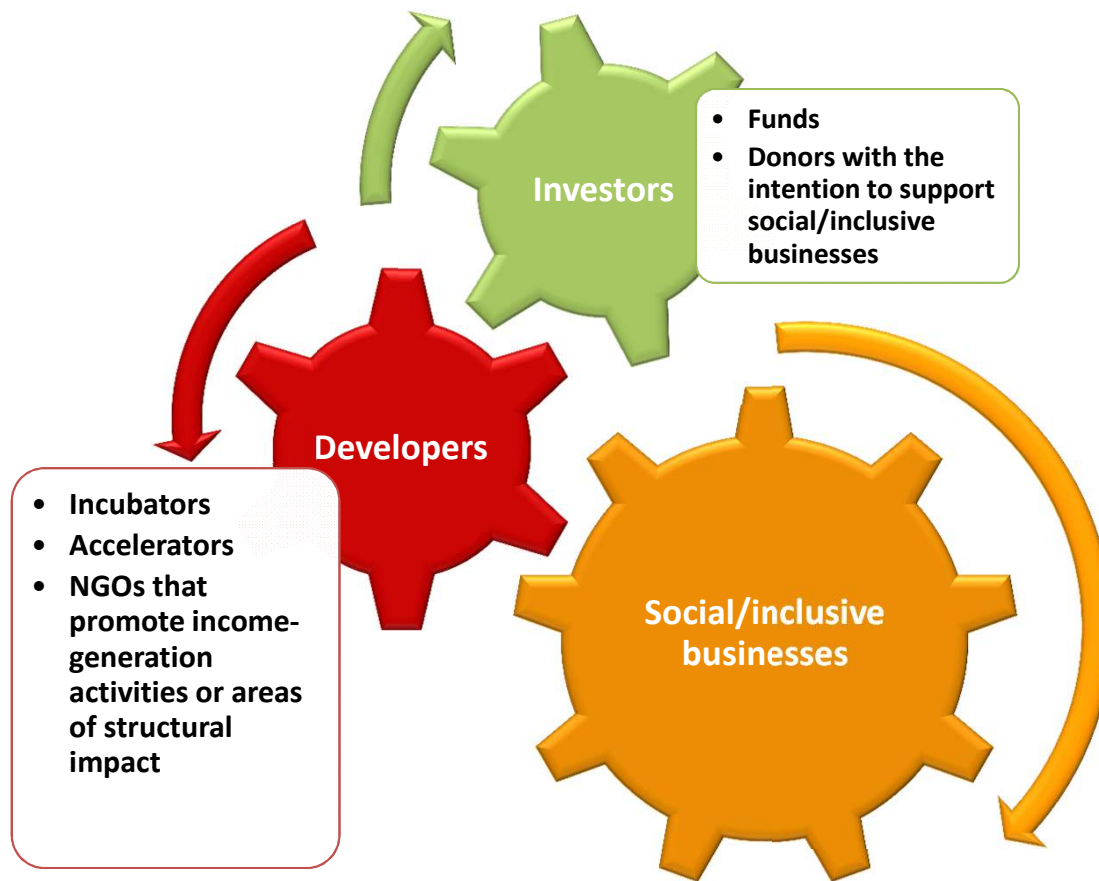 Investors
• Funds
• Donors with the
intention to support
social/inclusive
businesses
Developers
• Incubators
• Accelerators
• NGOs that
promote income-
generation
activities or areas
of structural
impact
Social/inclusive
businesses